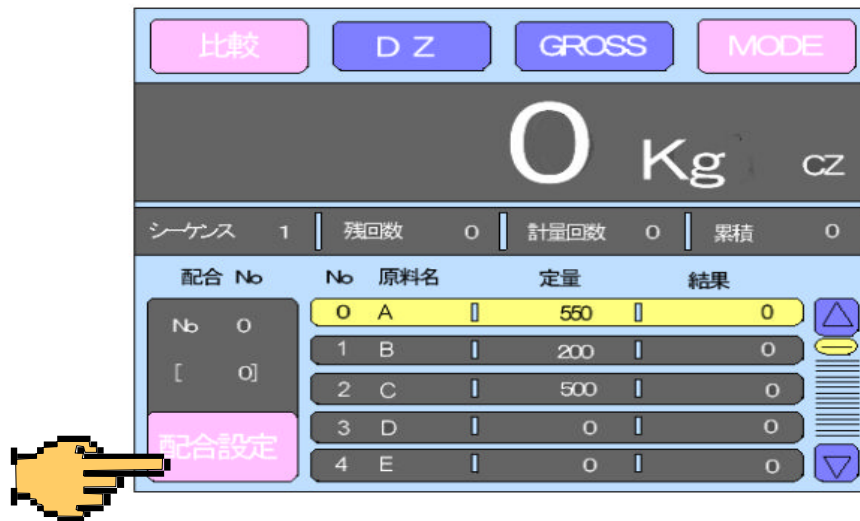 比較 DZ GROSS MODE
0 Kg CZ
シーケンス 1 残回数 0 計量回数 0 累積 0
配合 No No 原料名 定量 結果
No 0
[ 0]
配合設定
0 A 550 0
1 B 200 0
2 C 500 0
3 D 0 0
4 E 0 0